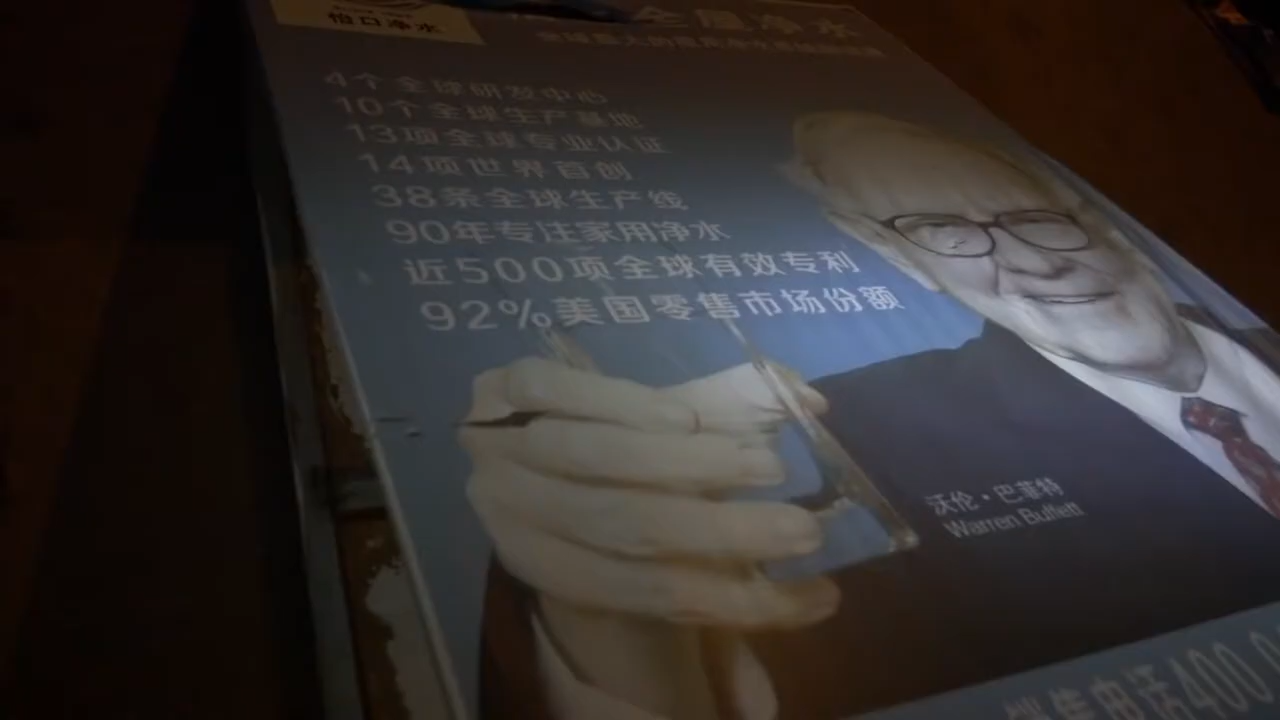 怡口净水
全屋净水
4个全球研发中心
10个全球生产基地
13项全球专业认证
14项世界首创
38条全球生产线
90年专注家用净水
近500项全球有效专利
92%美国零售市场份额
沃伦·巴菲特
Warren Buffett
销售电话400